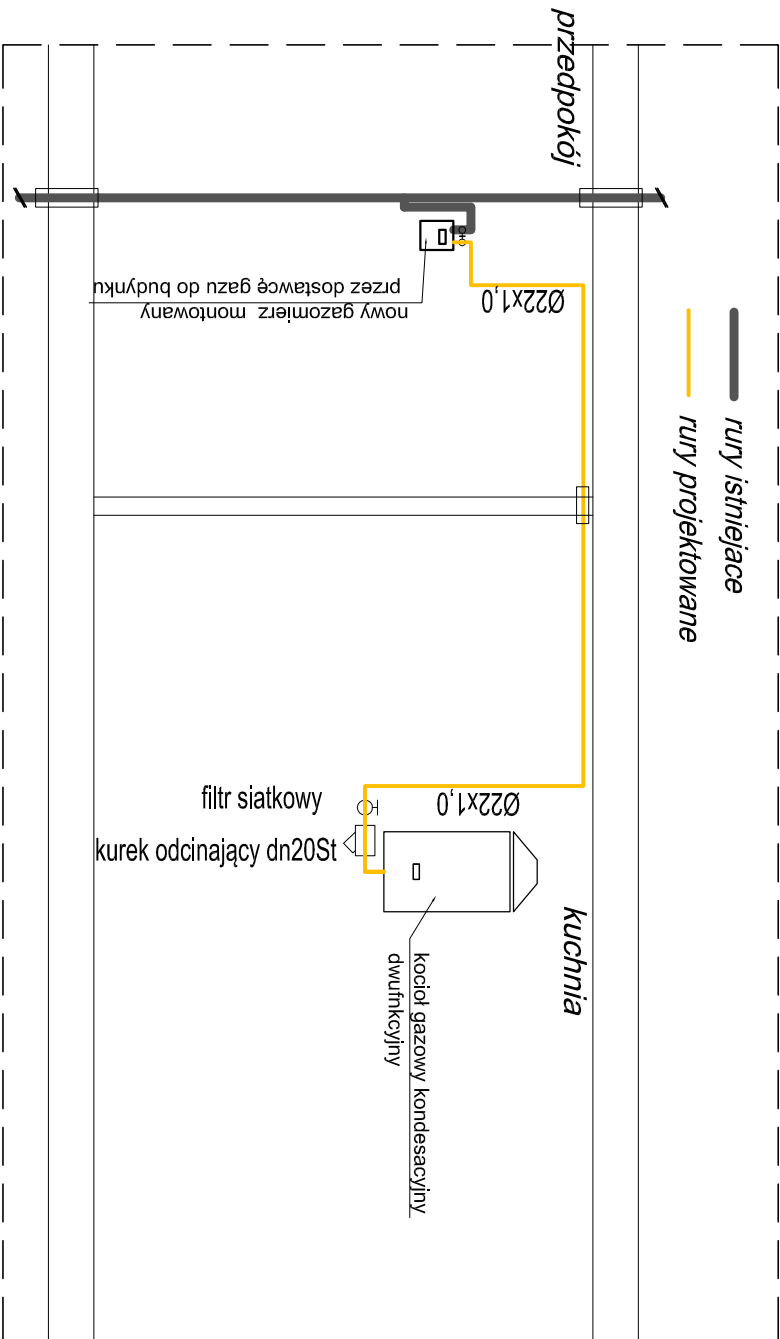 przedpokój
nowy gazomierz montowany
przez dostawcę gazu do budynku
Ø22x1,0
rury istniejace
rury projektowane
filtr siatkowy
kurek odcinający dn20St
Ø22x1,0
kuchnia
kocioł gazowy kondesacyjny
dwufnkcyjny